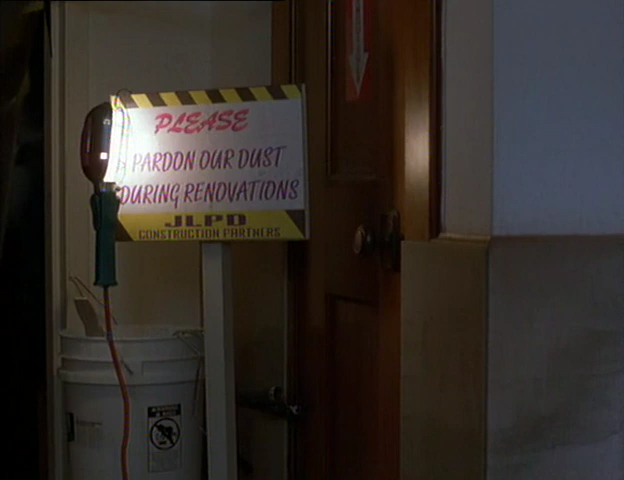 PLEASE
PARDON OUR DUST
DURING RENOVATIONS
JLPD
CONSTRUCTION PARTNERS